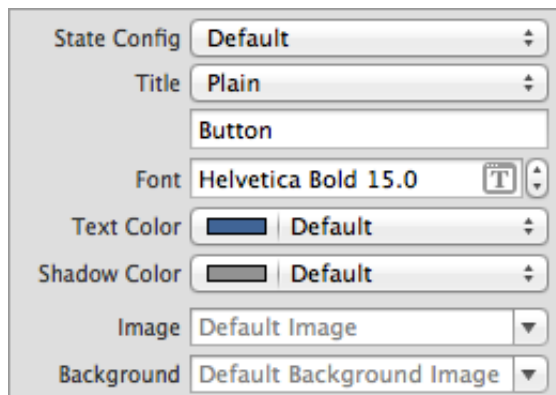 State Config Default
Title Plain
Button
Font Helvetica Bold 15.0 T
Text Color Default
Shadow Color Default
Image Default Image
Background Default Background Image